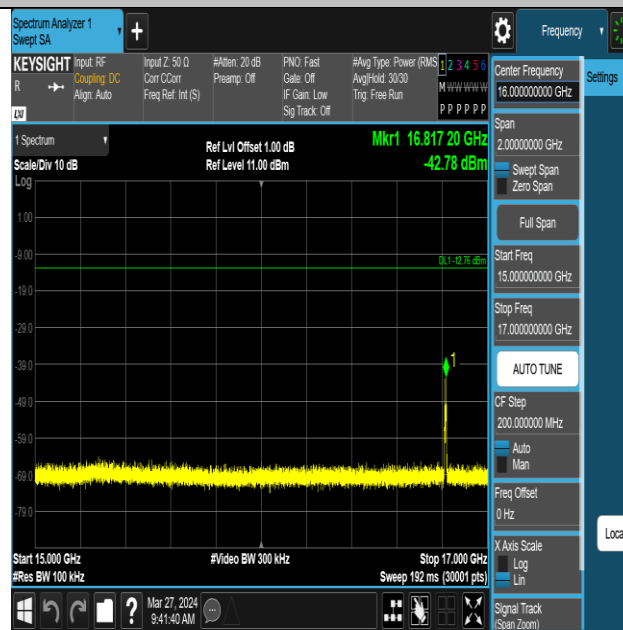 Spectrum Analyzer 1
Swept SA
Frequency
KEYSIGHT
R
LXI
Input: RF
Coupling: DC
Align: Auto
Input Z: 50 Ω
Corr CCorr
Freq Ref: Int (S)
#Atten: 20 dB
Preamp: Off
PNO: Fast
Gate: Off
IF Gain: Low
Sig Track: Off
#Avg Type: Power (RMS
Avg|Hold: 30/30
Trig: Free Run
1 2 3 4 5 6
M W W W W W
P P P P P P
1 Spectrum
Scale/Div 10 dB
Ref Lvl Offset 1.00 dB
Ref Level 11.00 dBm
Mkr1 16.817 20 GHz
-42.78 dBm
Log
1.00
-9.00
DL1 -12.76 dBm
-19.0
-29.0
-39.0
1
-49.0
-59.0
-69.0
-79.0
Start 15.000 GHz
#Video BW 300 kHz
Stop 17.000 GHz
#Res BW 100 kHz
Sweep 192 ms (30001 pts)
Center Frequency
16.000000000 GHz
Settings
Span
2.00000000 GHz
Swept Span
Zero Span
Full Span
Start Freq
15.000000000 GHz
Stop Freq
17.000000000 GHz
AUTO TUNE
CF Step
200.000000 MHz
Auto
Man
Freq Offset
0 Hz
X Axis Scale
Log
Lin
Loca
Signal Track
(Span Zoom)
?
Mar 27, 2024
9:41:40 AM